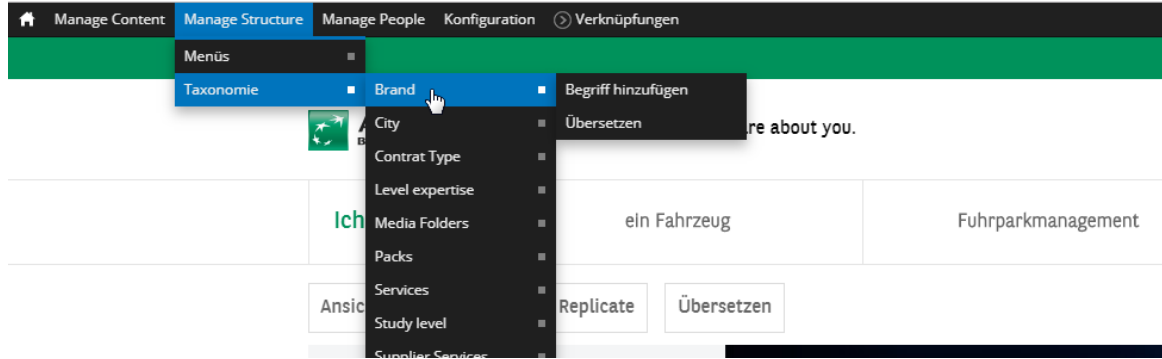 Manage Content Manage Structure Manage People Konfiguration Verknüpfungen
Menüs
Taxonomie Brand Begriff hinzufügen
City Übersetzen
re about you.
Contrat Type
Level expertise
Ich Media Folders ein Fahrzeug Fuhrparkmanagement
Packs
Services
Ansic Replicate Übersetzen
Study level
Supplier Services